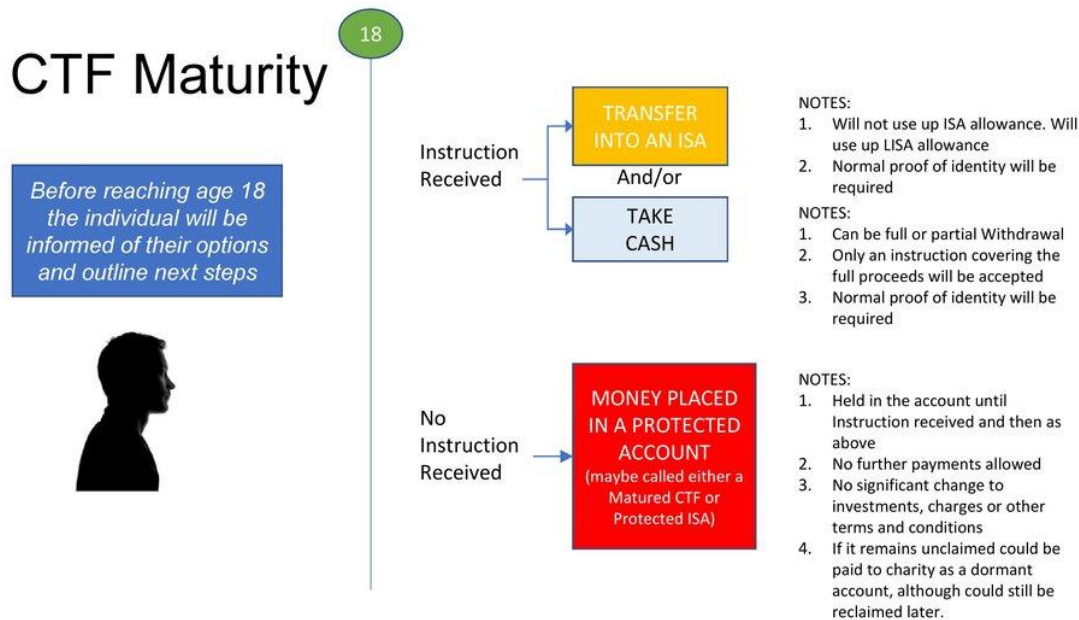 18
CTF Maturity
Before reaching age 18
the individual will be
informed of their options
and outline next steps
Instruction
Received
TRANSFER
INTO AN ISA
And/or
TAKE
CASH
NOTES:
1. Will not use up ISA allowance. Will
use up LISA allowance
2. Normal proof of identity will be
required
NOTES:
1. Can be full or partial Withdrawal
2. Only an instruction covering the
full proceeds will be accepted
3. Normal proof of identity will be
required
No
Instruction
Received
MONEY PLACED
IN A PROTECTED
ACCOUNT
(maybe called either a
Matured CTF or
Protected ISA)
NOTES:
1. Held in the account until
Instruction received and then as
above
2. No further payments allowed
3. No significant change to
investments, charges or other
terms and conditions
4. If it remains unclaimed could be
paid to charity as a dormant
account, although could still be
reclaimed later.